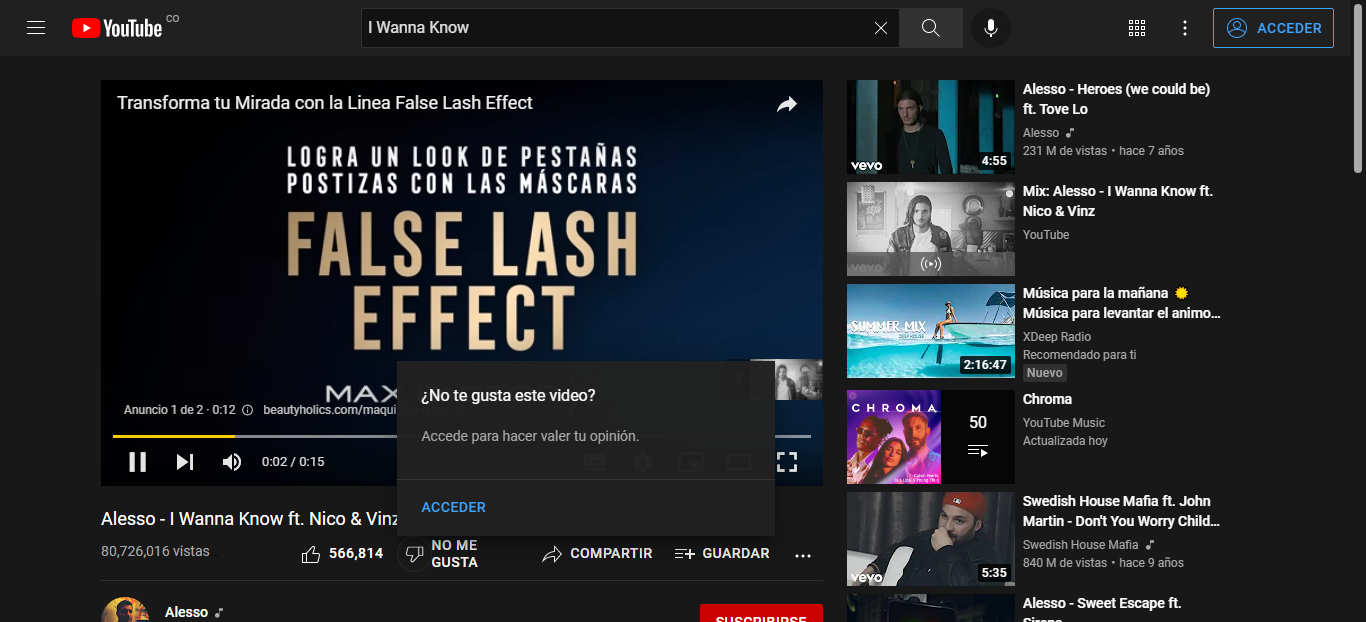 YouTube CO
I Wanna Know
ACCEDER
Transforma tu Mirada con la Linea False Lash Effect
LOGRA UN LOOK DE PESTAÑAS
POSTIZAS CON LAS MÁSCARAS
FALSE LASH
EFFECT
MAX
Anuncio 1 de 2 · 0:12
beautyholics.com/maqui
0:02 / 0:15
¿No te gusta este video?
Accede para hacer valer tu opinión.
ACCEDER
Alesso - I Wanna Know ft. Nico & Vinz
80,726,016 vistas
566,814
NO ME
GUSTA
COMPARTIR
GUARDAR
Alesso
SUSCRIBIRSE
vevo
4:55
Alesso - Heroes (we could be)
ft. Tove Lo
Alesso
231 M de vistas • hace 7 años
vevo
Mix: Alesso - I Wanna Know ft.
Nico & Vinz
YouTube
SUMMER MIX
DEEP HOUSE
2:16:47
Música para la mañana
Música para levantar el animo...
XDeep Radio
Recomendado para ti
Nuevo
CHROMA
50
Chroma
YouTube Music
Actualizada hoy
vevo
5:35
Swedish House Mafia ft. John
Martin - Don't You Worry Child...
Swedish House Mafia
840 M de vistas • hace 9 años
Alesso - Sweet Escape ft.
Sirena